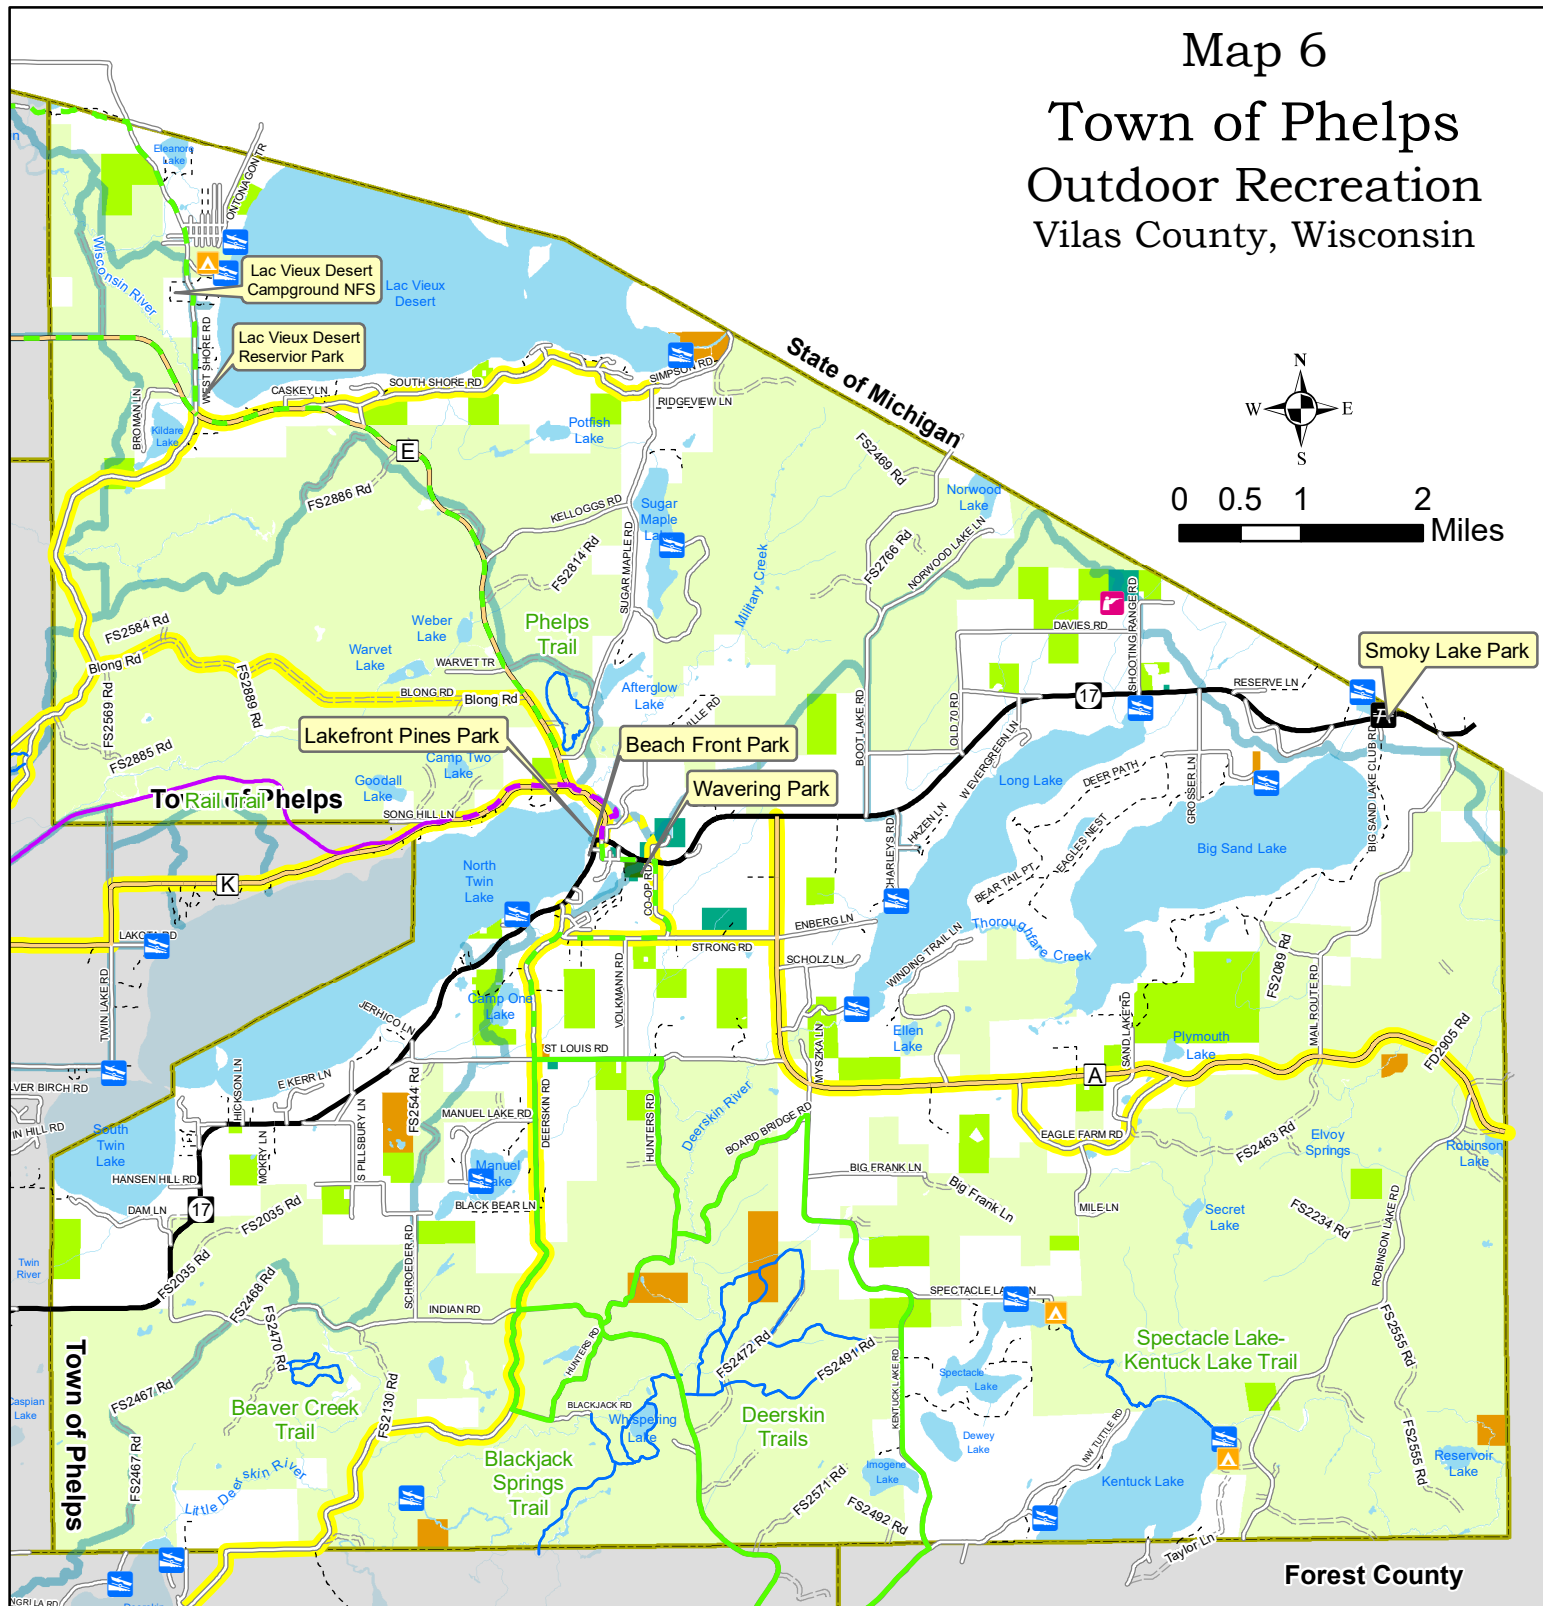 Map 6
Town of Phelps
Outdoor Recreation
Vilas County, Wisconsin
N
W
E
S
0
0.5
1
2
Miles
State of Michigan
Eleanore
Lake
ONTONAGON TR
Wisconsin River
Lac Vieux Desert
Campground NFS
Lac Vieux
Desert
Lac Vieux Desert
Reservior Park
WEST SHORE RD
BROMAN LN
Kildare
Lake
CASKEY LN
SOUTH SHORE RD
SIMPSON RD
RIDGEVIEW LN
Potfish
Lake
E
FS2886 Rd
KELLOGGS RD
Sugar
Maple
Lake
SUGAR MAPLE RD
FS2814 Rd
Military Creek
FS2469 Rd
Norwood
Lake
NORWOOD LAKE LN
FS2766 Rd
DAVIES RD
SHOOTING RANGE RD
Smoky Lake Park
RESERVE LN
17
FS2584 Rd
Blong Rd
FS2569 Rd
FS2889 Rd
FS2885 Rd
Weber
Lake
Warvet
Lake
WARVET TR
BLONG RD
Blong Rd
Phelps
Trail
Afterglow
Lake
VILLE RD
Lakefront Pines Park
Beach Front Park
Wavering Park
Camp Two
Lake
Goodall
Lake
Town of Phelps
Rail Trail
SONG HILL LN
BOOT LAKE RD
OLD 70 RD
W EVERGREEN LN
Long Lake
DEER PATH
GROSSER LN
BIG SAND LAKE CLUB RD
HAZEN LN
CHARLEYS RD
EAGLES NEST
BEAR TAIL PT
Big Sand Lake
Thoroughfare Creek
K
LAKOTA RD
TWIN LAKE RD
North
Twin
Lake
CO-OP RD
STRONG RD
ENBERG LN
SCHOLZ LN
WINDING TRAIL LN
VOLKMANN RD
Camp One
Lake
JERHICO LN
ST LOUIS RD
MYSZKA LN
Ellen
Lake
SAND LAKE RD
Plymouth
Lake
FS2089 Rd
MAIL ROUTE RD
FD2905 Rd
A
HICKSON LN
E KERR LN
FS2544 Rd
MANUEL LAKE RD
DEERSKIN RD
HUNTERS RD
Deerskin River
BOARD BRIDGE RD
EAGLE FARM RD
FS2463 Rd
Elvoy
Springs
Robinson
Lake
South
Twin
Lake
HANSEN HILL RD
MOKRY LN
S PILLSBURY LN
Manuel
Lake
BLACK BEAR LN
BIG FRANK LN
Big Frank Ln
MILE LN
Secret
Lake
FS2234 Rd
ROBINSON LAKE RD
DAM LN
17
FS2035 Rd
FS2035 Rd
Twin
River
SCHROEDER RD
INDIAN RD
FS2468 Rd
FS2470 Rd
FS2467 Rd
FS2467 Rd
Caspian
Lake
Town of Phelps
Beaver Creek
Trail
FS2130 Rd
Little Deerskin River
HUNTERS RD
BLACKJACK RD
Whispering
Lake
Blackjack
Springs
Trail
FS2472 Rd
FS2491 Rd
Deerskin
Trails
FS2571 Rd
FS2492 Rd
KENTUCK LAKE RD
Imogene
Lake
SPECTACLE LAKE LN
Spectacle
Lake
Dewey
Lake
Spectacle Lake-
Kentuck Lake Trail
NW TUTTLE RD
Kentuck Lake
FS2555 Rd
FS2555 Rd
Reservoir
Lake
Taylor Ln
Forest County